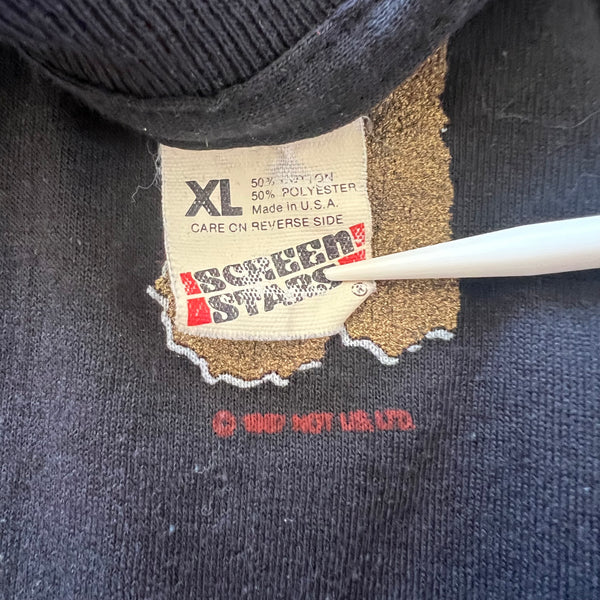 XL
50% COTTON
50% POLYESTER
Made in U.S.A.
CARE ON REVERSE SIDE
SCREEN
STARS
®
© 1987 NOT US. LTD.